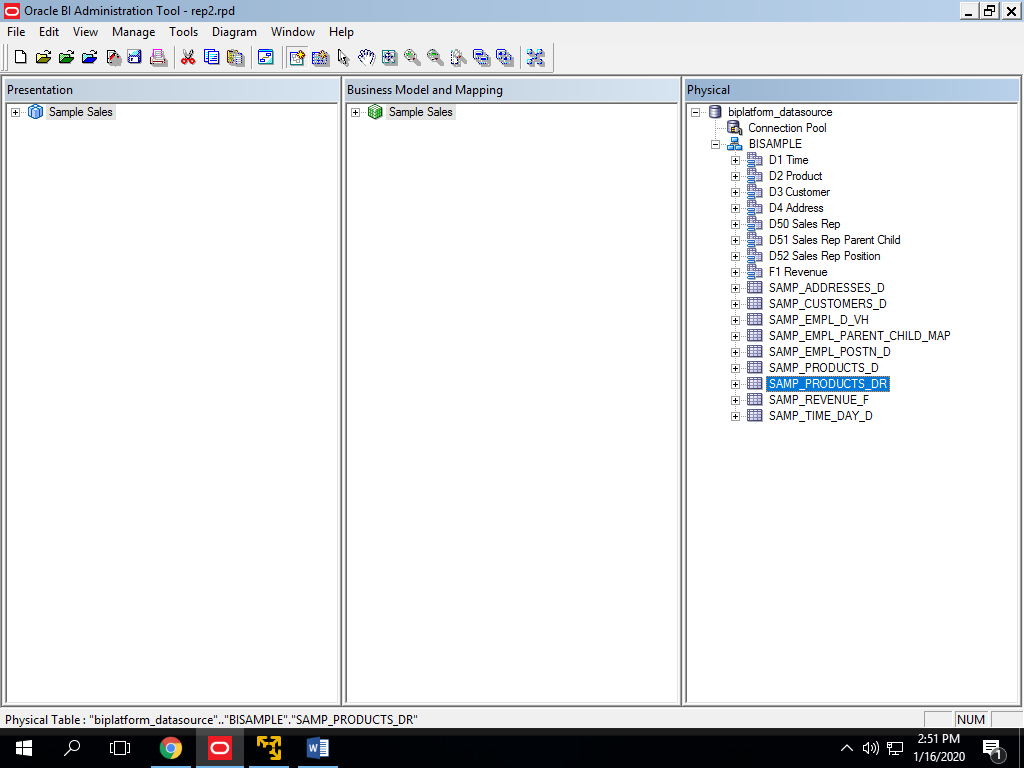 Oracle BI Administration Tool - rep2.rpd
File Edit View Manage Tools Diagram Window Help
Presentation
Sample Sales
Business Model and Mapping
Sample Sales
Physical
biplatform_datasource
Connection Pool
BISAMPLE
D1 Time
D2 Product
D3 Customer
D4 Address
D50 Sales Rep
D51 Sales Rep Parent Child
D52 Sales Rep Position
F1 Revenue
SAMP_ADDRESSES_D
SAMP_CUSTOMERS_D
SAMP_EMPL_D_VH
SAMP_EMPL_PARENT_CHILD_MAP
SAMP_EMPL_POSTN_D
SAMP_PRODUCTS_D
SAMP_PRODUCTS_DR
SAMP_REVENUE_F
SAMP_TIME_DAY_D
Physical Table : "biplatform_datasource".."BISAMPLE"."SAMP_PRODUCTS_DR"
NUM
W
2:51 PM
1/16/2020
1